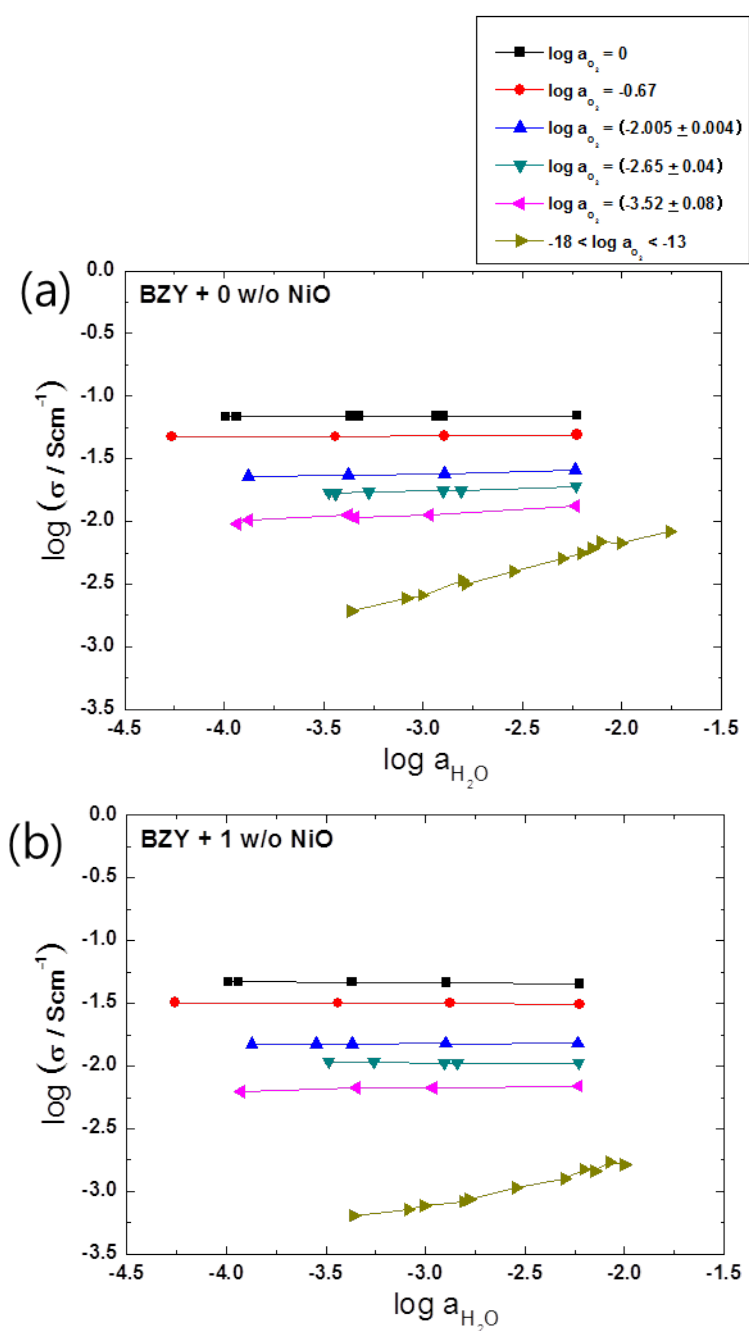 log a_O₂ = 0
log a_O₂ = -0.67
log a_O₂ = (-2.005 ± 0.004)
log a_O₂ = (-2.65 ± 0.04)
log a_O₂ = (-3.52 ± 0.08)
-18 < log a_O₂ < -13
(a)
BZY + 0 w/o NiO
0.0
-0.5
-1.0
-1.5
-2.0
-2.5
-3.0
-3.5
log (σ / Scm⁻¹)
-4.5 -4.0 -3.5 -3.0 -2.5 -2.0 -1.5
log a_H₂O
(b)
BZY + 1 w/o NiO
0.0
-0.5
-1.0
-1.5
-2.0
-2.5
-3.0
-3.5
log (σ / Scm⁻¹)
-4.5 -4.0 -3.5 -3.0 -2.5 -2.0 -1.5
log a_H₂O